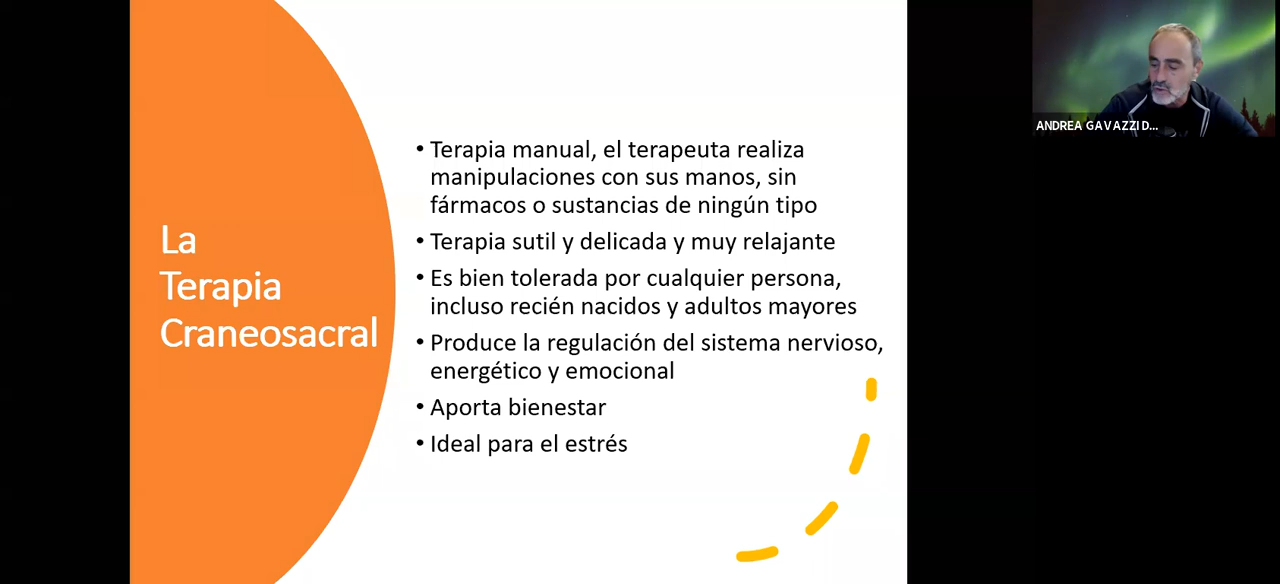 La
Terapia
Craneosacral
• Terapia manual, el terapeuta realiza
manipulaciones con sus manos, sin
fármacos o sustancias de ningún tipo
• Terapia sutil y delicada y muy relajante
• Es bien tolerada por cualquier persona,
incluso recién nacidos y adultos mayores
• Produce la regulación del sistema nervioso,
energético y emocional
• Aporta bienestar
• Ideal para el estrés
ANDREA GAVAZZI D...